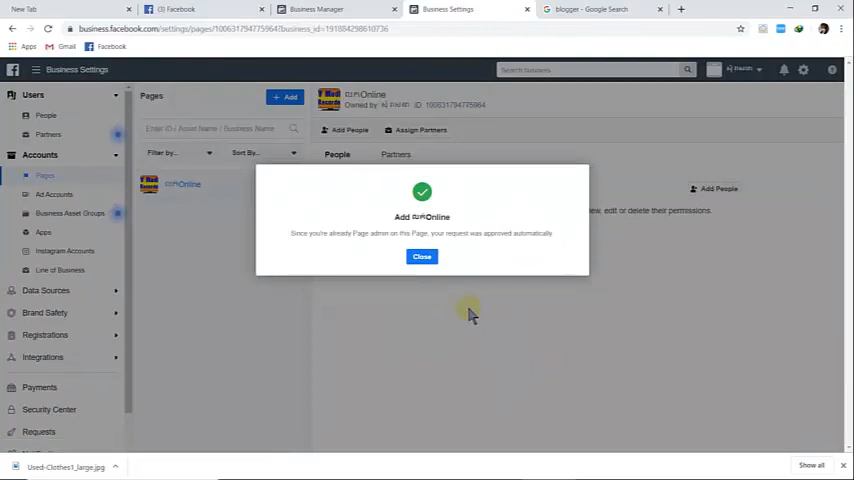 New Tab
(3) Facebook
Business Manager
Business Settings
blogger - Google Search
business.facebook.com/settings/pages/100631794775964?business_id=191884298610736
Apps
Gmail
Facebook
Business Settings
Search business
Users
People
Partners
Accounts
Pages
Ad Accounts
Business Asset Groups
Apps
Instagram Accounts
Line of Business
Data Sources
Brand Safety
Registrations
Integrations
Payments
Security Center
Requests
Pages
+ Add
Enter ID / Asset Name / Business Name
Filter by...
Sort By...
Online
Online
Owned by:
ID: 100631794775964
Add People
Assign Partners
People
Partners
Add People
view, edit or delete their permissions.
Add
Online
Since you're already Page admin on this Page, your request was approved automatically.
Close
Used-Clothes1_large.jpg
Show all